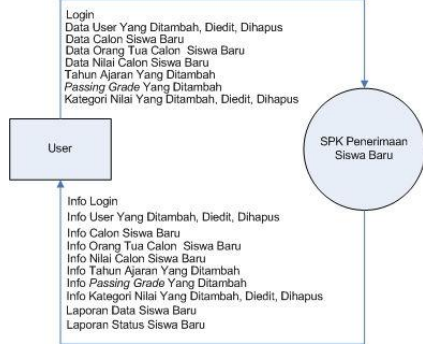 Login
Data User Yang Ditambah, Diedit, Dihapus
Data Calon Siswa Baru
Data Orang Tua Calon Siswa Baru
Data Nilai Calon Siswa Baru
Tahun Ajaran Yang Ditambah
Passing Grade Yang Ditambah
Kategori Nilai Yang Ditambah, Diedit, Dihapus
User
SPK Penerimaan
Siswa Baru
Info Login
Info User Yang Ditambah, Diedit, Dihapus
Info Calon Siswa Baru
Info Orang Tua Calon Siswa Baru
Info Nilai Calon Siswa Baru
Info Tahun Ajaran Yang Ditambah
Info Passing Grade Yang Ditambah
Info Kategori Nilai Yang Ditambah, Diedit, Dihapus
Laporan Data Siswa Baru
Laporan Status Siswa Baru